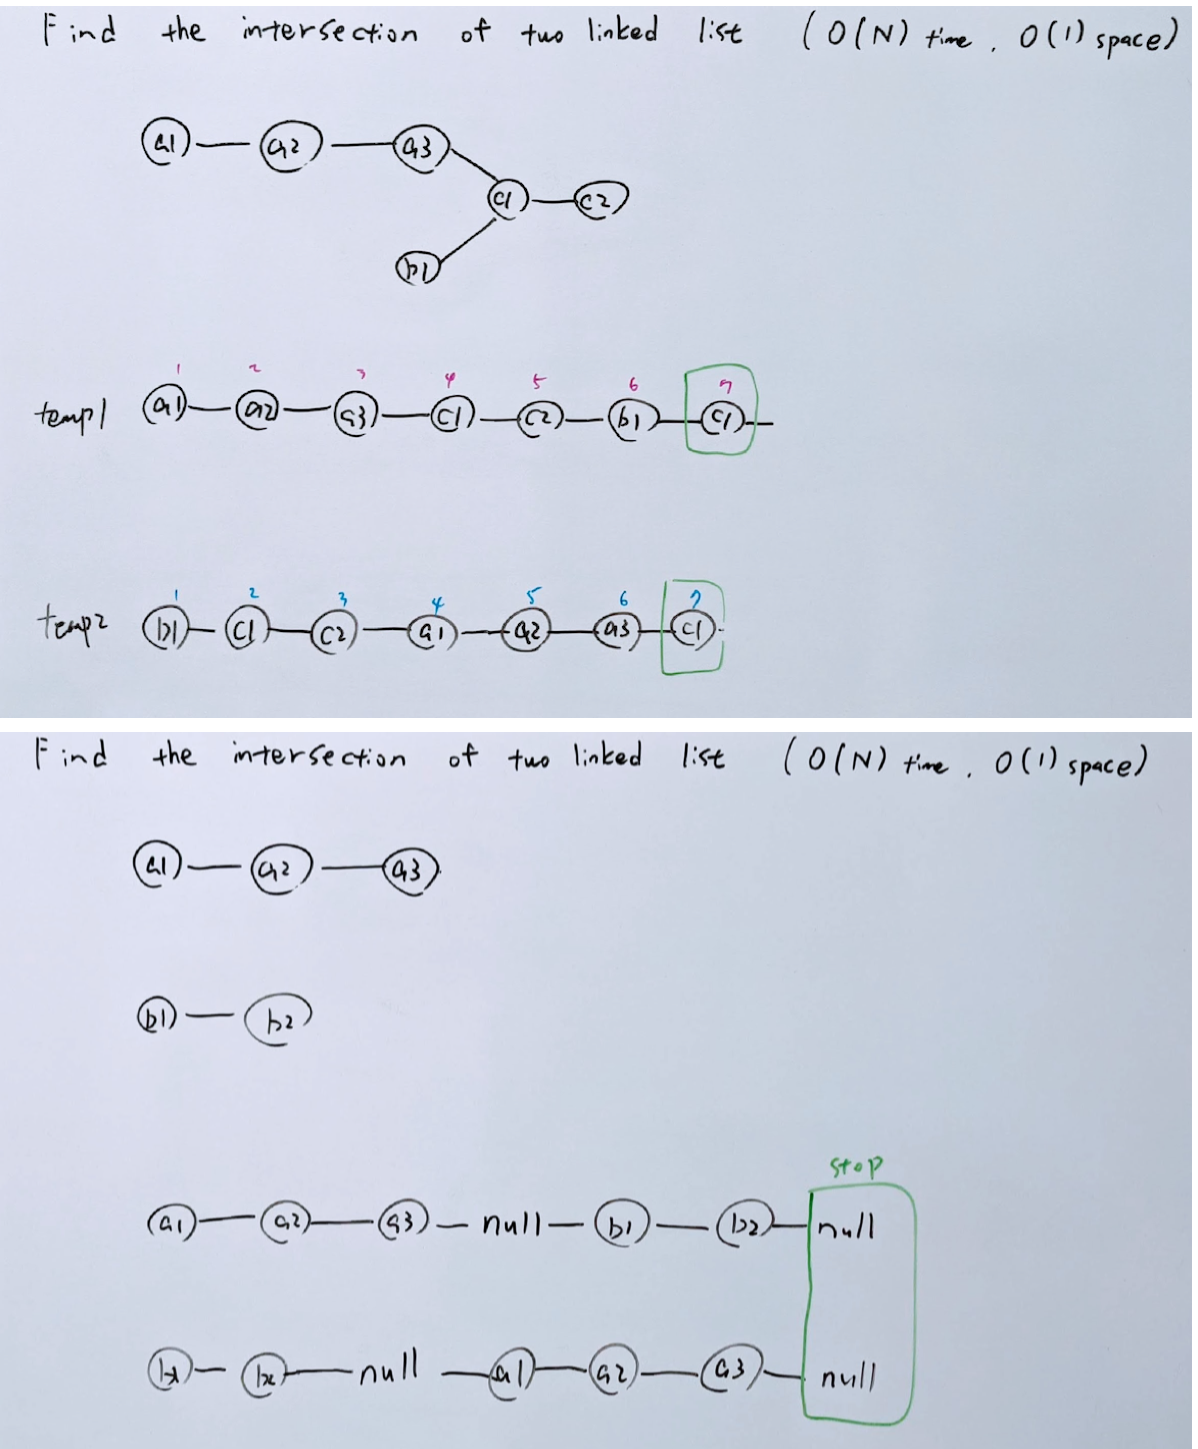 Find the intersection of two linked list (O(N) time, O(1) space)
a1 a2 a3
c1 c2
b1
1 2 3 4 5 6 7
temp1 a1 a2 a3 c1 c2 b1 c1
1 2 3 4 5 6 7
temp2 b1 c1 c2 a1 a2 a3 c1
Find the intersection of two linked list (O(N) time, O(1) space)
a1 a2 a3
b1 b2
stop
a1 a2 a3 null b1 b2 null
null a1 a2 a3 null